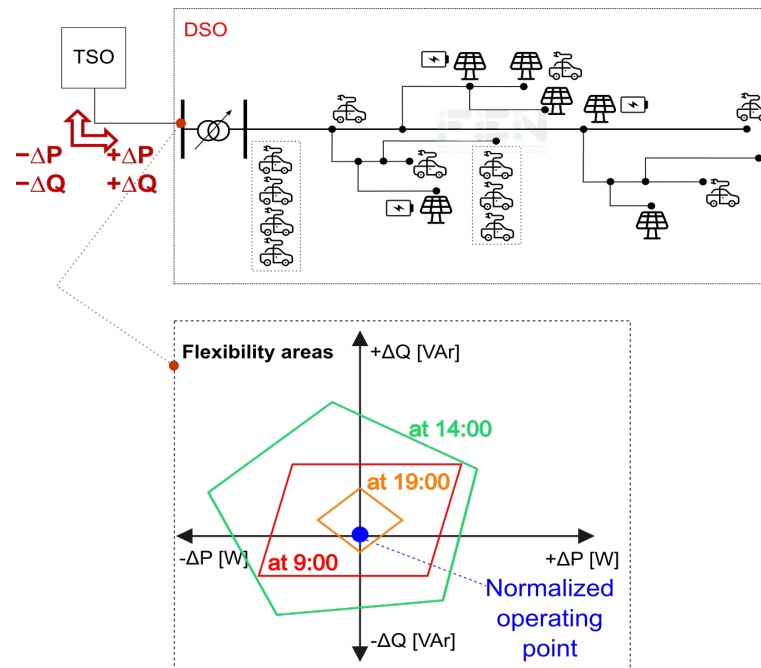 DSO
TSO
−ΔP +ΔP
−ΔQ +ΔQ
Flexibility areas
+ΔQ [VAr]
at 14:00
at 19:00
at 9:00
-ΔP [W]
+ΔP [W]
Normalized
operating
point
-ΔQ [VAr]